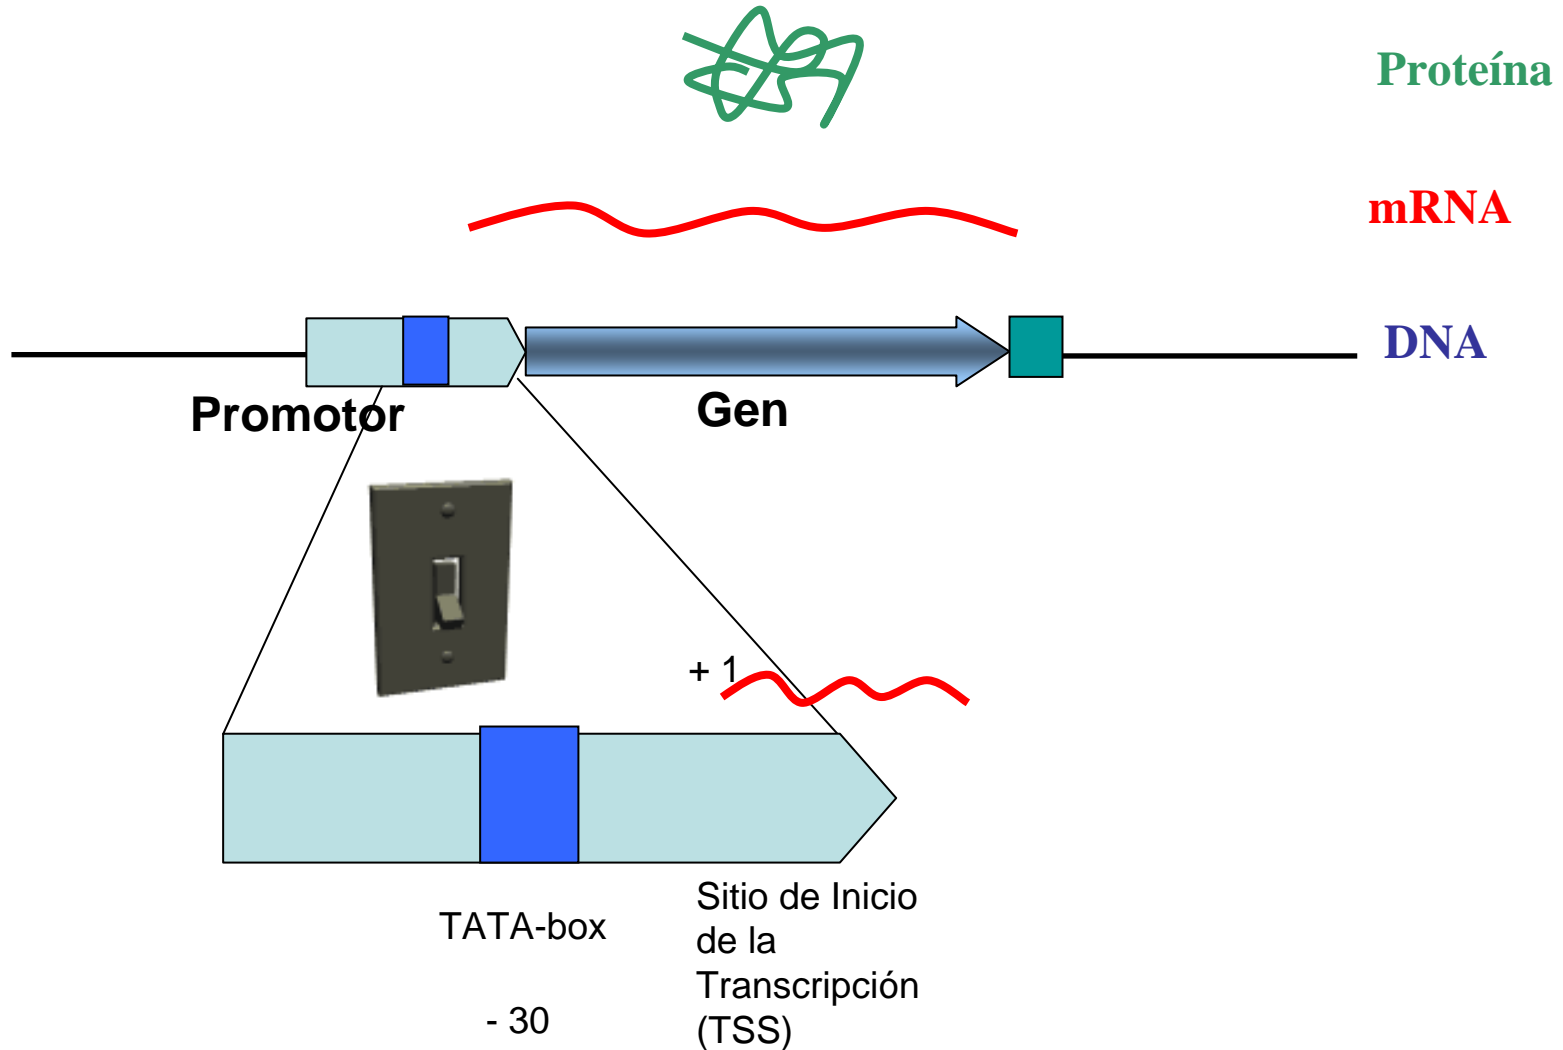 Proteína
mRNA
DNA
Promotor
Gen
+ 1
TATA-box
- 30
Sitio de Inicio
de la
Transcripción
(TSS)